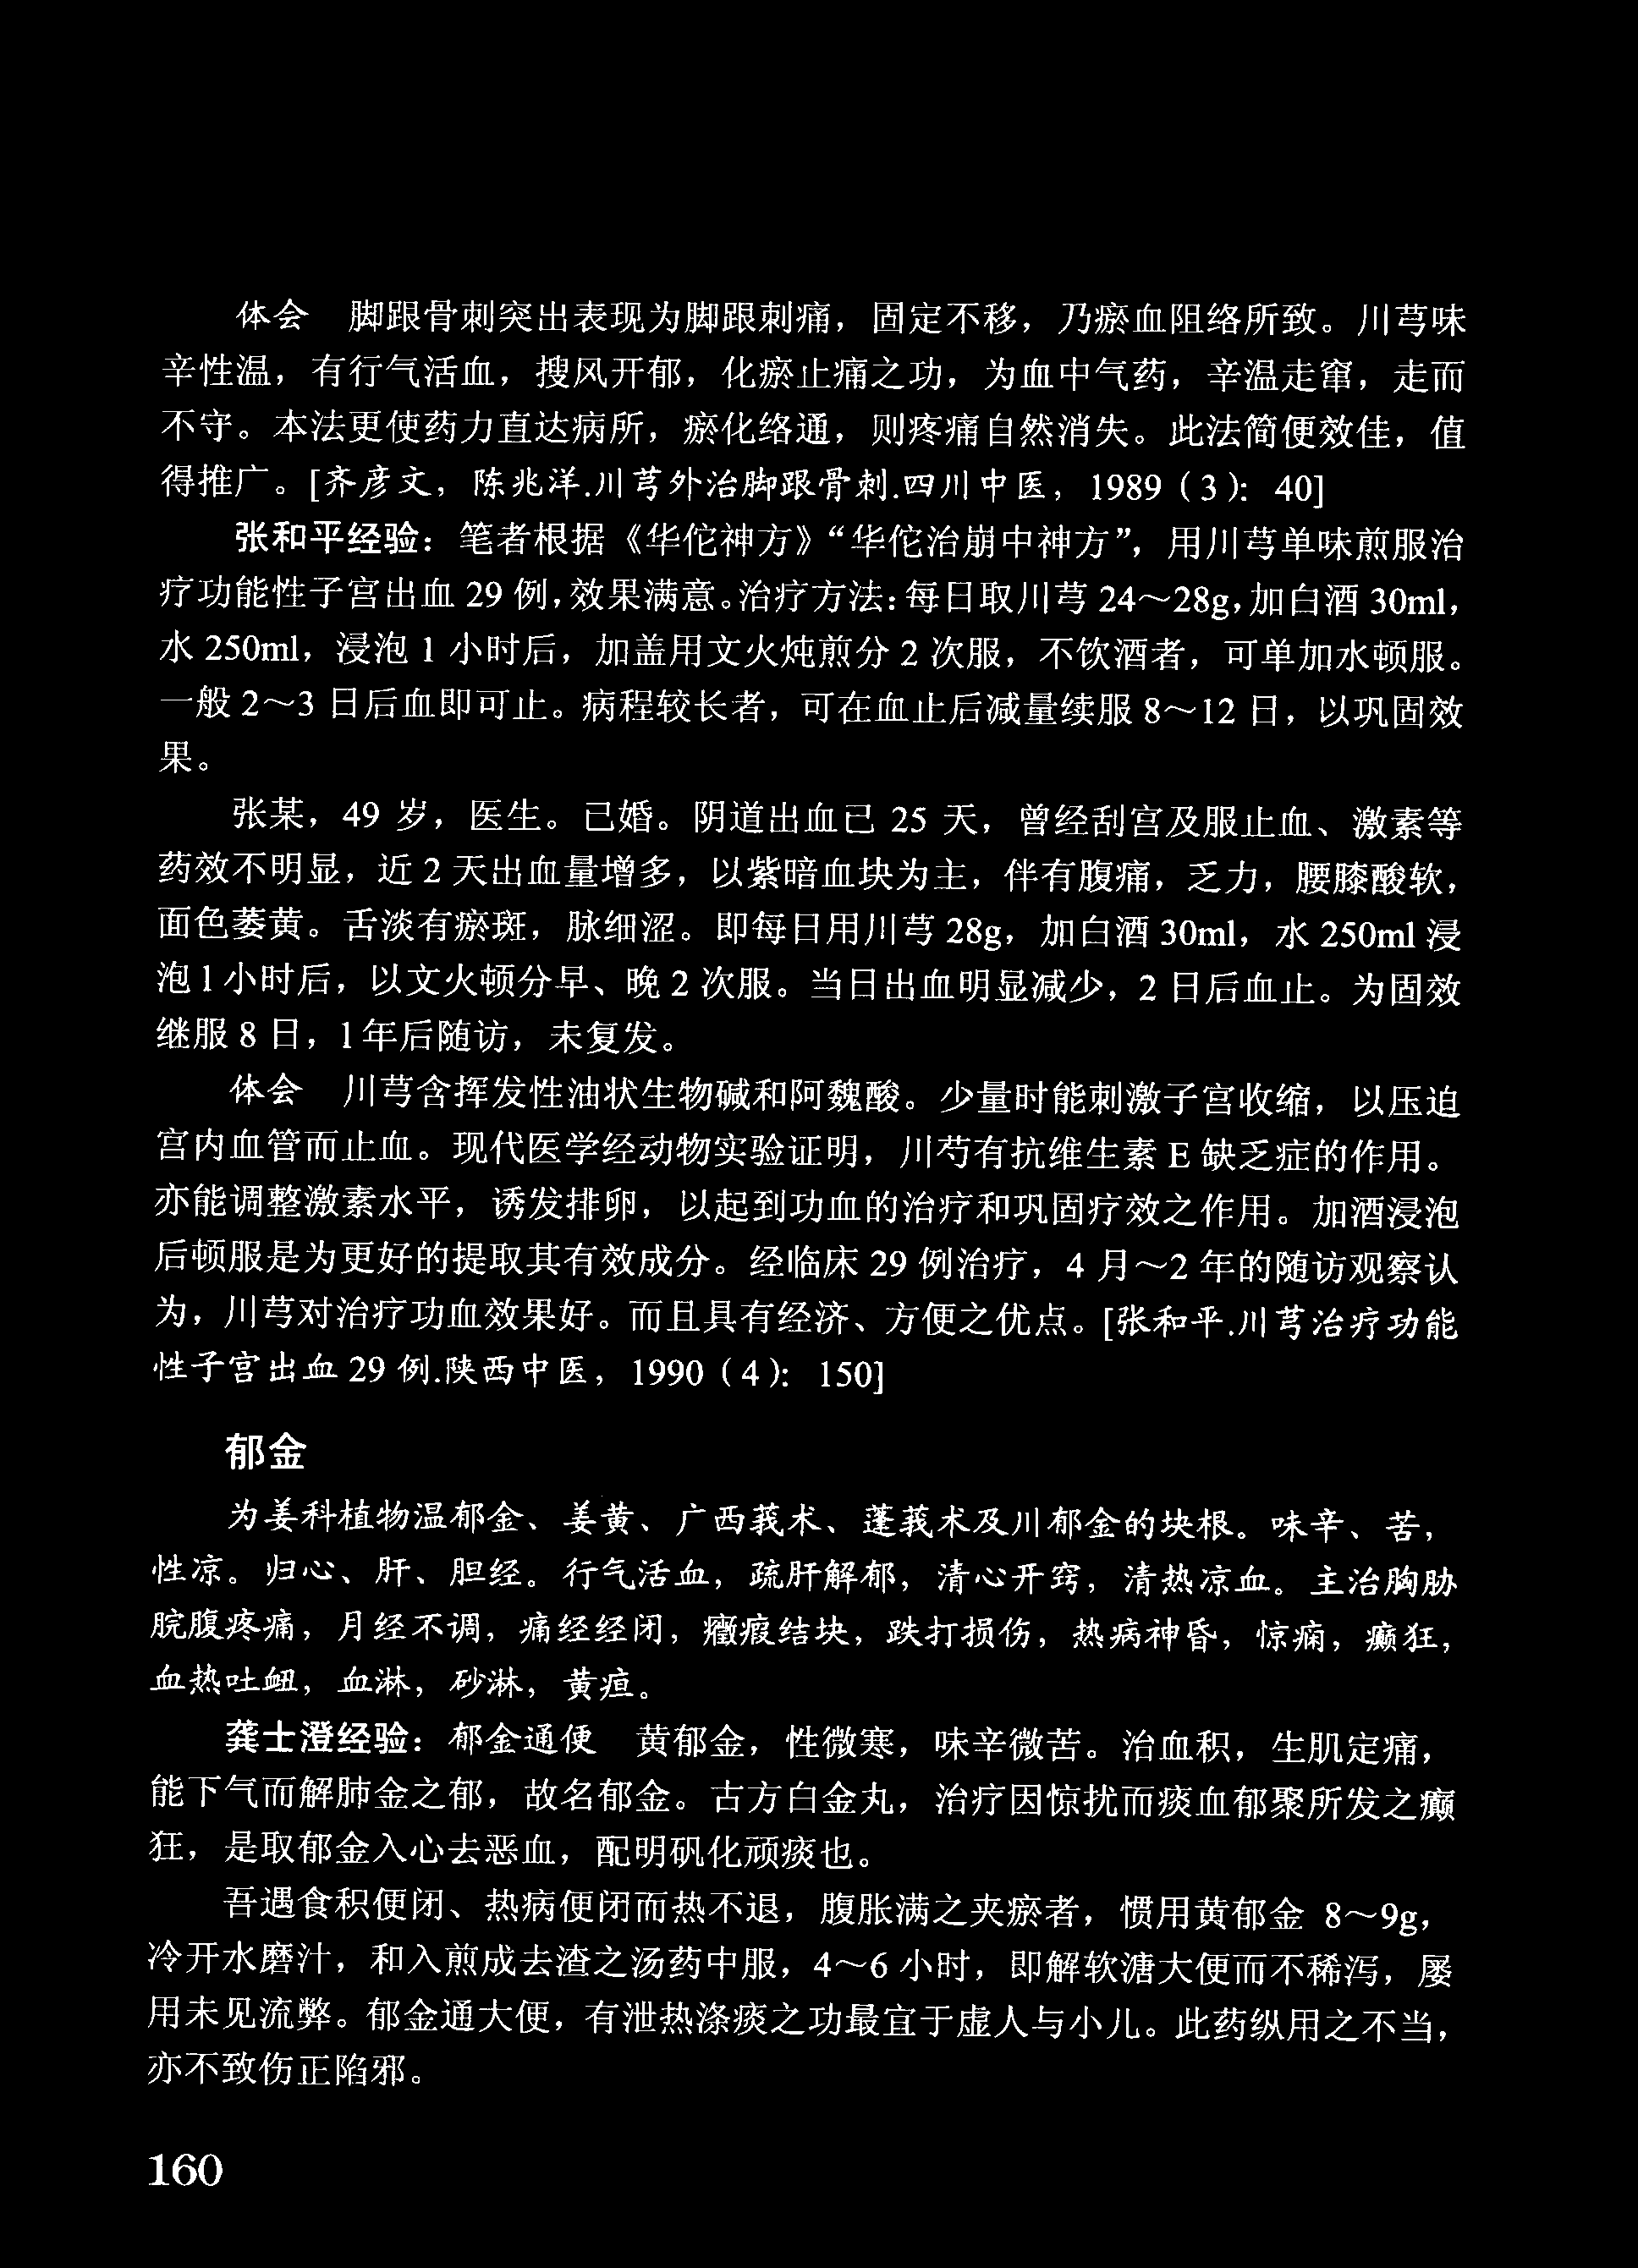 体会　脚跟骨刺突出表现为脚跟刺痛，固定不移，乃瘀血阻络所致。川芎味
辛性温，有行气活血，搜风开郁，化瘀止痛之功，为血中气药，辛温走窜，走而
不守。本法更使药力直达病所，瘀化络通，则疼痛自然消失。此法简便效佳，值
得推广。[齐彦文，陈兆洋.川芎外治脚跟骨刺.四川中医，1989（3）：40]
张和平经验：笔者根据《华佗神方》“华佗治崩中神方”，用川芎单味煎服治
疗功能性子宫出血 29 例，效果满意。治疗方法：每日取川芎 24～28g，加白酒 30ml，
水 250ml，浸泡 1 小时后，加盖用文火炖煎分 2 次服，不饮酒者，可单加水顿服。
一般 2～3 日后血即可止。病程较长者，可在血止后减量续服 8～12 日，以巩固效
果。
张某，49 岁，医生。已婚。阴道出血已 25 天，曾经刮宫及服止血、激素等
药效不明显，近 2 天出血量增多，以紫暗血块为主，伴有腹痛，乏力，腰膝酸软，
面色萎黄。舌淡有瘀斑，脉细涩。即每日用川芎 28g，加白酒 30ml，水 250ml 浸
泡 1 小时后，以文火顿分早、晚 2 次服。当日出血明显减少，2 日后血止。为固效
继服 8 日，1 年后随访，未复发。
体会　川芎含挥发性油状生物碱和阿魏酸。少量时能刺激子宫收缩，以压迫
宫内血管而止血。现代医学经动物实验证明，川芍有抗维生素 E 缺乏症的作用。
亦能调整激素水平，诱发排卵，以起到功血的治疗和巩固疗效之作用。加酒浸泡
后顿服是为更好的提取其有效成分。经临床 29 例治疗，4 月～2 年的随访观察认
为，川芎对治疗功血效果好。而且具有经济、方便之优点。[张和平.川芎治疗功能
性子宫出血 29 例.陕西中医，1990（4）：150]
郁金
为姜科植物温郁金、姜黄、广西莪术、蓬莪术及川郁金的块根。味辛、苦，
性凉。归心、肝、胆经。行气活血，疏肝解郁，清心开窍，清热凉血。主治胸胁
脘腹疼痛，月经不调，痛经经闭，癥瘕结块，跌打损伤，热病神昏，惊痫，癫狂，
血热吐衄，血淋，砂淋，黄疸。
龚士澄经验：郁金通便　黄郁金，性微寒，味辛微苦。治血积，生肌定痛，
能下气而解肺金之郁，故名郁金。古方白金丸，治疗因惊扰而痰血郁聚所发之癫
狂，是取郁金入心去恶血，配明矾化顽痰也。
吾遇食积便闭、热病便闭而热不退，腹胀满之夹瘀者，惯用黄郁金 8～9g，
冷开水磨汁，和入煎成去渣之汤药中服，4～6 小时，即解软溏大便而不稀泻，屡
用未见流弊。郁金通大便，有泄热涤痰之功最宜于虚人与小儿。此药纵用之不当，
亦不致伤正陷邪。
160